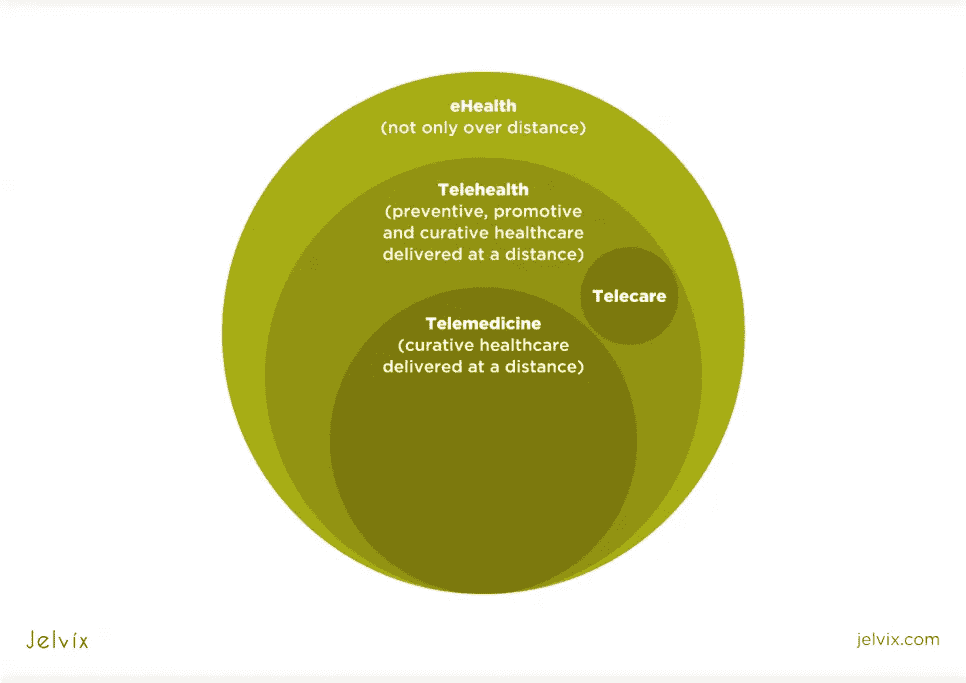 eHealth
(not only over distance)
Telehealth
(preventive, promotive
and curative healthcare
delivered at a distance)
Telecare
Telemedicine
(curative healthcare
delivered at a distance)
Jelvix
jelvix.com